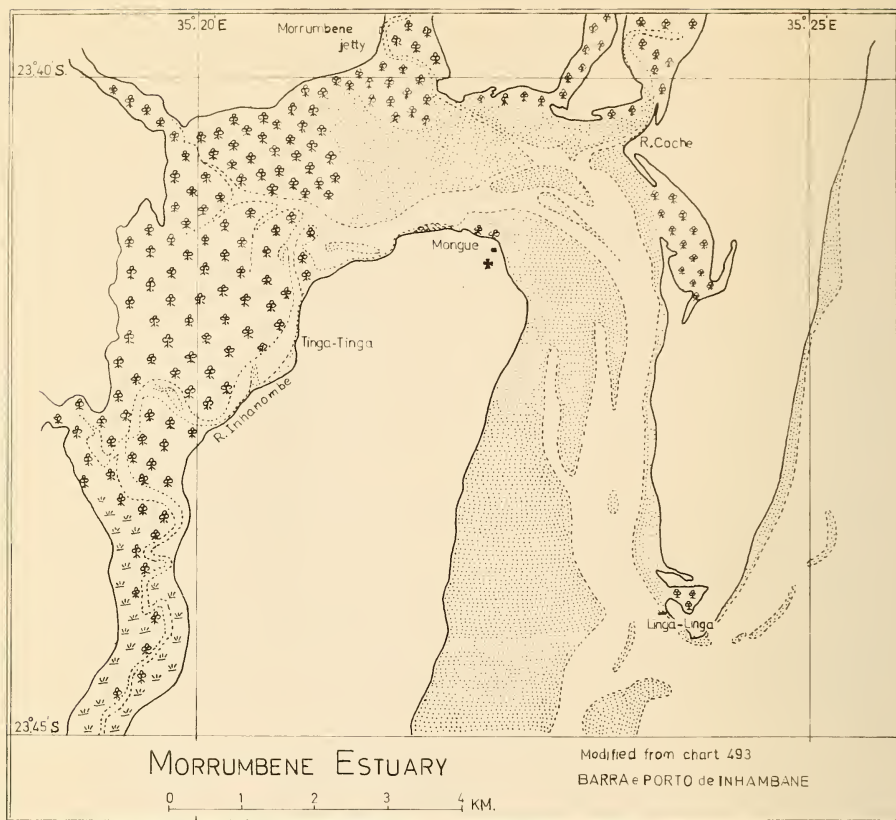 35°20'E
35°25'E
Morrumbene
jetty
23°40'S.
R. Coche
Mongue
Tinga-Tinga
R. Inhanombe
Linga-Linga
23°45'S
MORRUMBENE ESTUARY
Modified from chart 493
BARRA e PORTO de INHAMBANE
0 1 2 3 4 KM.